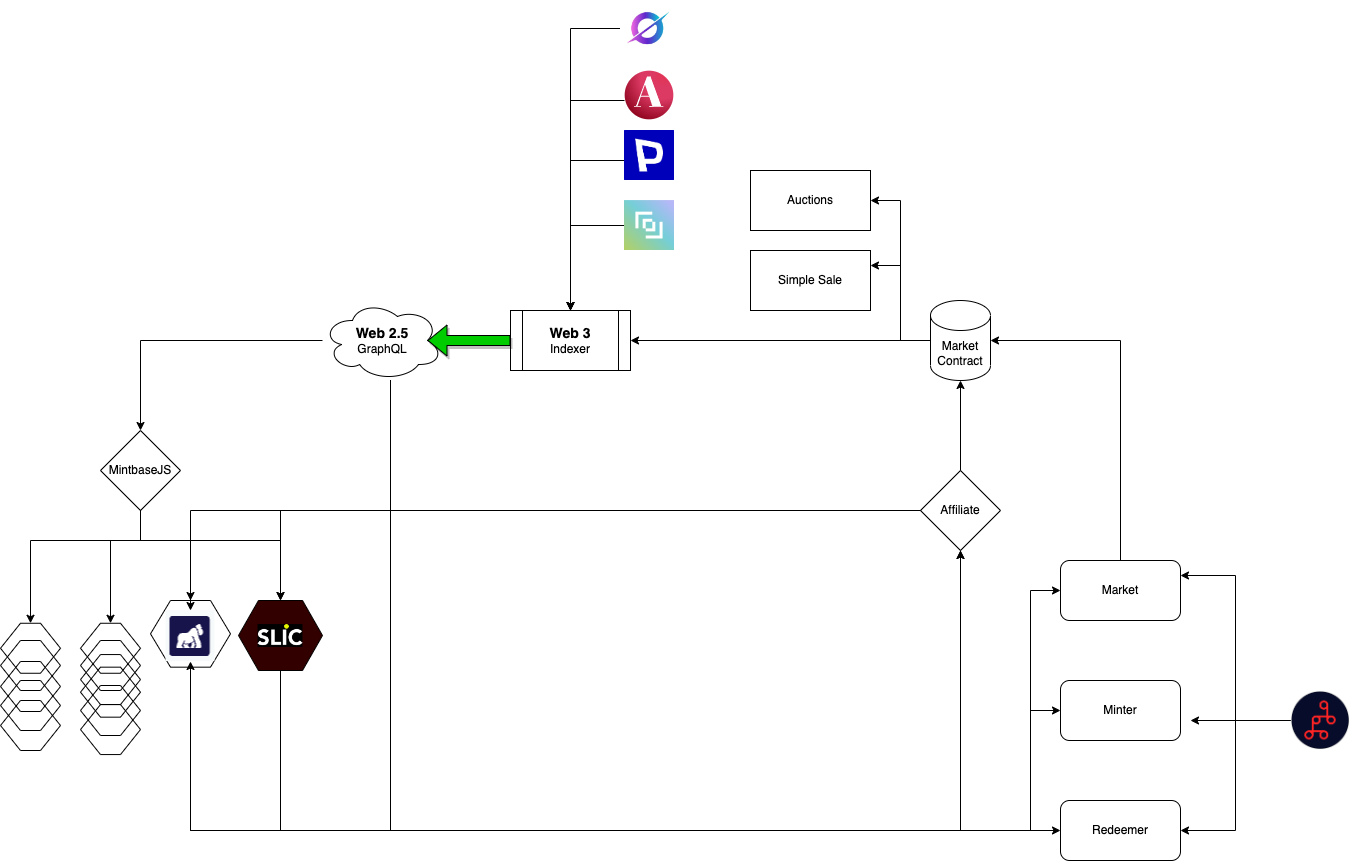 A
P
Auctions
Simple Sale
Web 2.5
GraphQL
Web 3
Indexer
Market
Contract
MintbaseJS
Affiliate
Market
SLiC
Minter
Redeemer